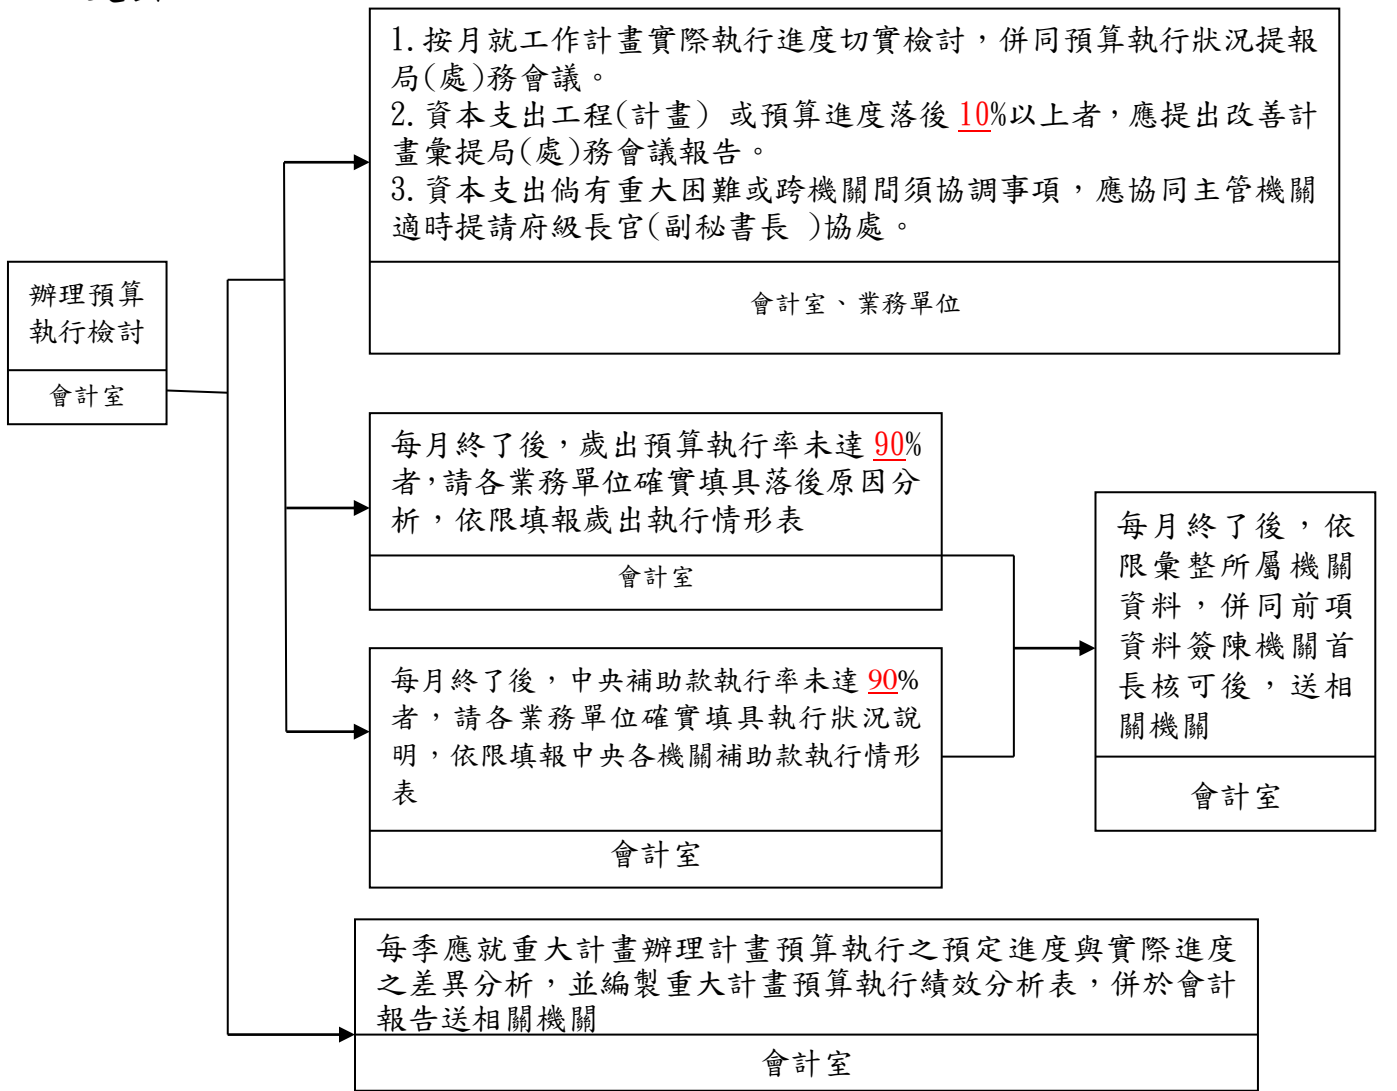 1.按月就工作計畫實際執行進度切實檢討，併同預算執行狀況提報
局(處)務會議。
2.資本支出工程(計畫) 或預算進度落後 10%以上者，應提出改善計
畫彙提局(處)務會議報告。
3.資本支出倘有重大困難或跨機關間須協調事項，應協同主管機關
適時提請府級長官(副秘書長 )協處。
會計室、業務單位
辦理預算
執行檢討
會計室
每月終了後，歲出預算執行率未達 90%
者，請各業務單位確實填具落後原因分
析，依限填報歲出執行情形表
會計室
每月終了後，中央補助款執行率未達 90%
者，請各業務單位確實填具執行狀況說
明，依限填報中央各機關補助款執行情形
表
會計室
每月終了後，依
限彙整所屬機關
資料，併同前項
資料簽陳機關首
長核可後，送相
關機關
會計室
每季應就重大計畫辦理計畫預算執行之預定進度與實際進度
之差異分析，並編製重大計畫預算執行績效分析表，併於會計
報告送相關機關
會計室